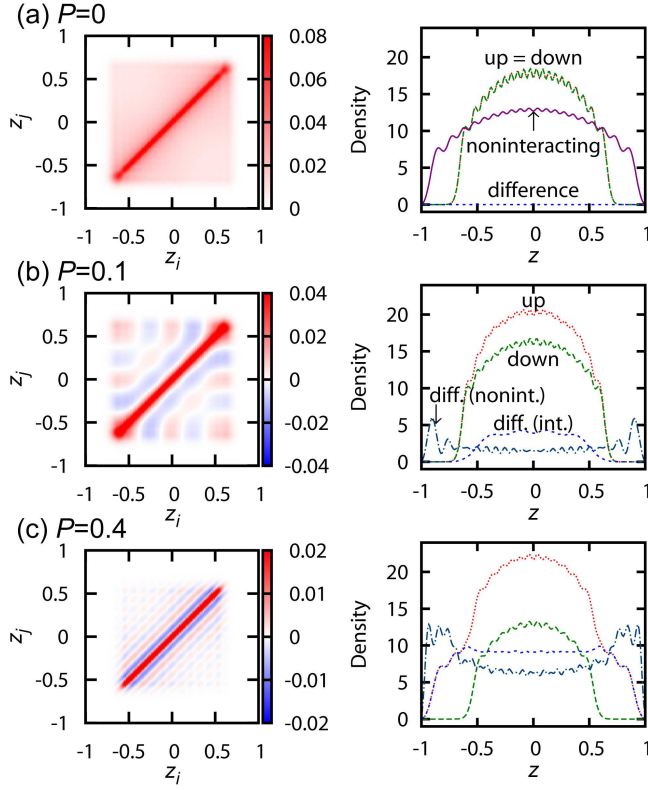 (a) P=0
1
0.5
0
-0.5
-1
z_j
-1 -0.5 0 0.5 1
z_i
0.08
0.06
0.04
0.02
0
20
15
10
5
0
Density
up = down
noninteracting
difference
-1 -0.5 0 0.5 1
z
(b) P=0.1
1
0.5
0
-0.5
-1
z_j
-1 -0.5 0 0.5 1
z_i
0.04
0.02
0.00
-0.02
-0.04
20
15
10
5
0
Density
up
down
diff. (nonint.)
diff. (int.)
-1 -0.5 0 0.5 1
z
(c) P=0.4
1
0.5
0
-0.5
-1
z_j
-1 -0.5 0 0.5 1
z_i
0.02
0.01
0.00
-0.01
-0.02
20
15
10
5
0
Density
-1 -0.5 0 0.5 1
z